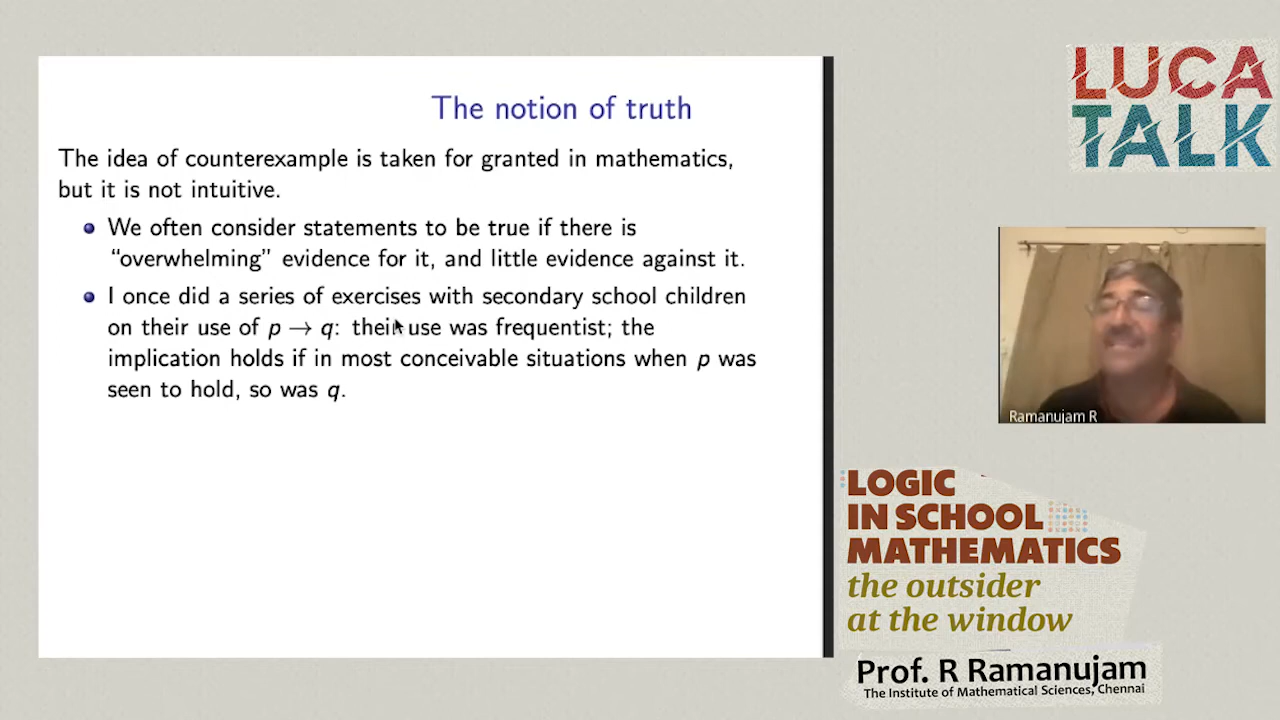 The notion of truth
The idea of counterexample is taken for granted in mathematics,
but it is not intuitive.
We often consider statements to be true if there is
“overwhelming” evidence for it, and little evidence against it.
I once did a series of exercises with secondary school children
on their use of p → q: their use was frequentist; the
implication holds if in most conceivable situations when p was
seen to hold, so was q.
LUCA
TALK
Ramanujam R
LOGIC
IN SCHOOL
MATHEMATICS
the outsider
at the window
Prof. R Ramanujam
The Institute of Mathematical Sciences, Chennai